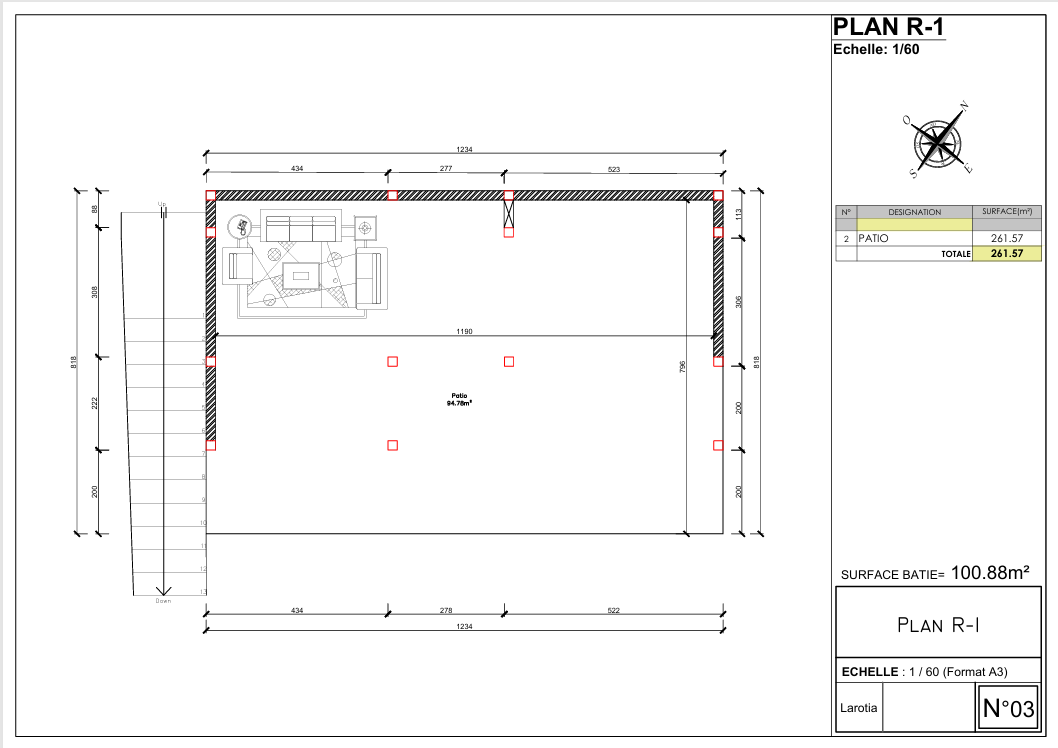 PLAN R-1
Echelle: 1/60
N
O
S
E
N° DESIGNATION SURFACE(m²)
2 PATIO 261.57
TOTALE 261.57
1234
434 277 523
88
308
818
222
200
113
306
818
796
200
200
Up
1190
Patio
94.78m²
1
2
3
4
5
6
7
8
9
10
11
12
13
Down
434 278 522
1234
SURFACE BATIE= 100.88m²
PLAN R-1
ECHELLE : 1 / 60 (Format A3)
Larotia
N°03